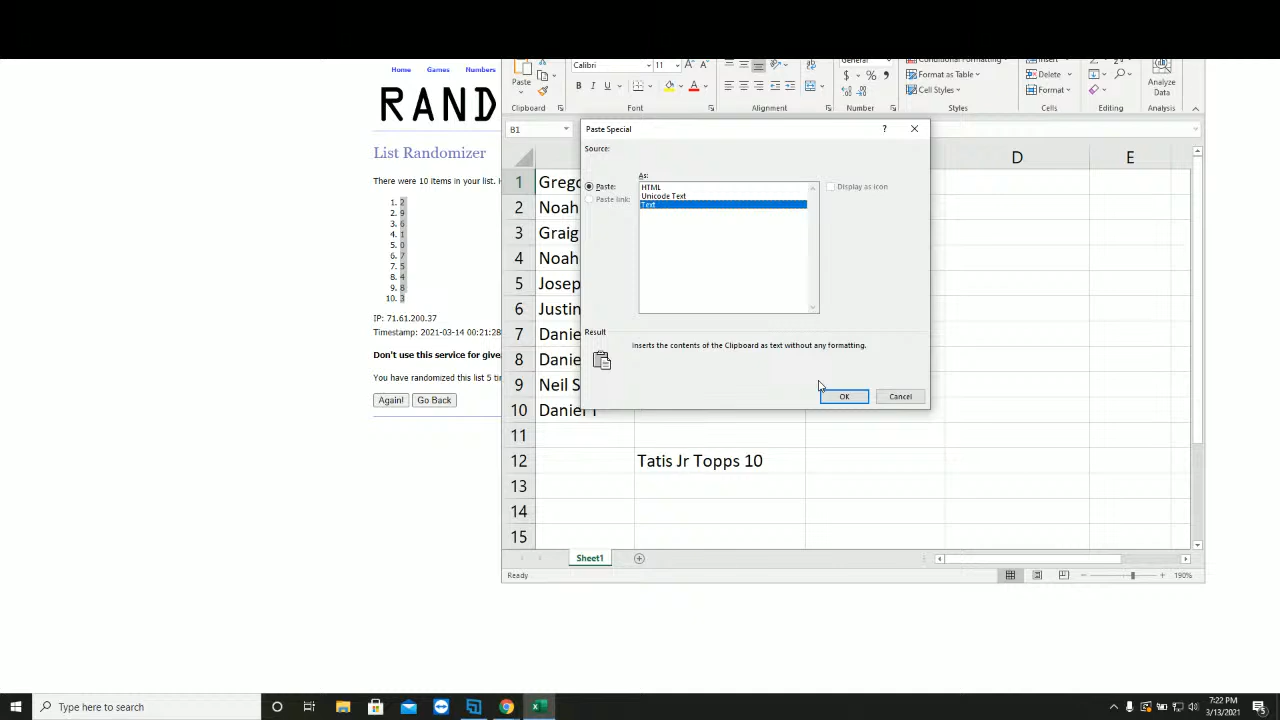 Home Games Numbers
RAND
List Randomizer
There were 10 items in your list. H
1. 2
2. 9
3. 6
4. 1
5. 0
6. 7
7. 5
8. 4
9. 8
10. 3
IP: 71.61.200.37
Timestamp: 2021-03-14 00:21:28
Don't use this service for give
You have randomized this list 5 tim
Again! Go Back
Paste
Calibri 11
B I U
General
$ % ,
Conditional Formatting
Format as Table
Cell Styles
Insert
Delete
Format
Analyze
Data
Clipboard Font Alignment Number Styles Cells Editing Analysis
B1
Paste Special ? ×
Source:
As:
Paste:
Paste link:
HTML
Unicode Text
Text
Display as icon
Result
Inserts the contents of the Clipboard as text without any formatting.
OK Cancel
D E
1 Grego
2 Noah
3 Graig
4 Noah
5 Josep
6 Justin
7 Danie
8 Danie
9 Neil S
10 Daniel
11
12 Tatis Jr Topps 10
13
14
15
Sheet1
Ready 190%
Type here to search
7:22 PM
3/13/2021
5